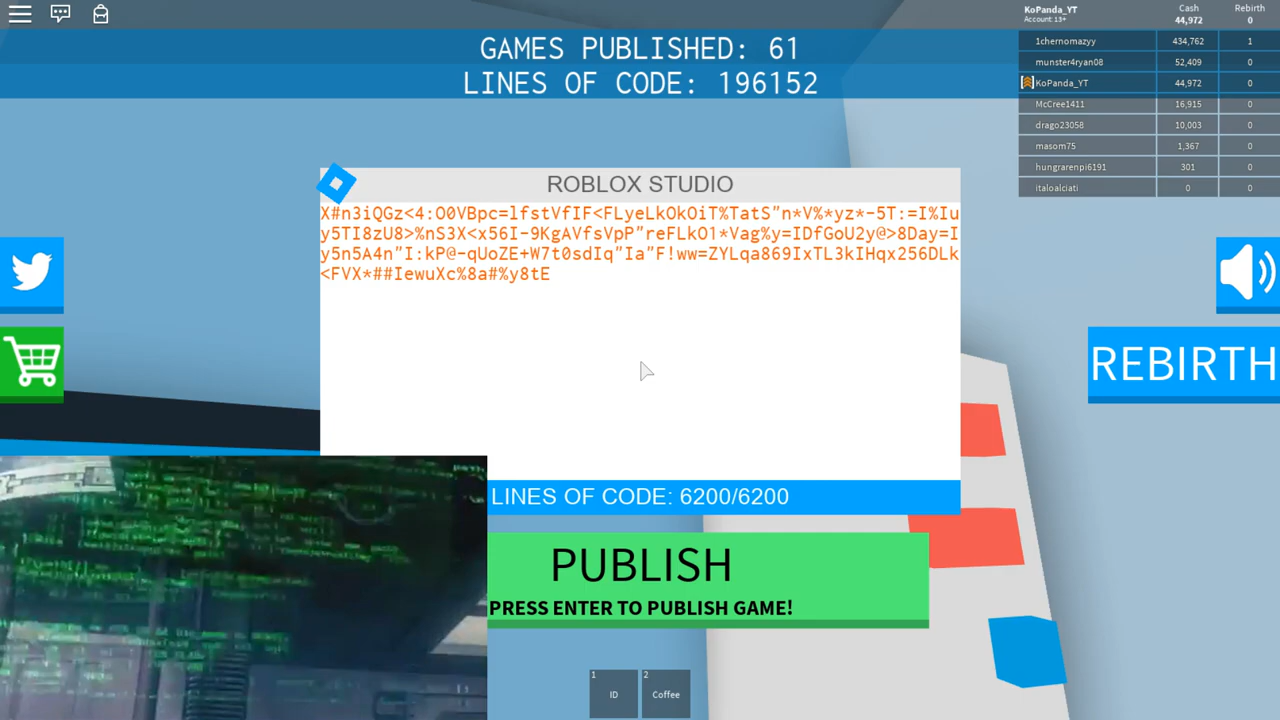 KoPanda_YT
Account: 13+
Cash
44,972
Rebirth
0
1chernomazyy 434,762 1
munster4ryan08 52,409 0
KoPanda_YT 44,972 0
McCree1411 16,915 0
drago23058 10,003 0
masom75 1,367 0
hungrarenpi6191 301 0
italoalciati 0 0
GAMES PUBLISHED: 61
LINES OF CODE: 196152
ROBLOX STUDIO
X#n3iQGz<4:O0VBpc=lfstVfIF<FLyeLkOkOiT%TatS"n*V%*yz*-5T:=I%Iu
y5TI8zU8>%nS3X<x56I-9KgAVfsVpP"reFLkO1*Vag%y=IDfGoU2y@>8Day=I
y5n5A4n"I:kP@-qUoZE+W7t0sdIq"Ia"F!ww=ZYLqa869IxTL3kIHqx256DLk
<FVX*##IewuXc%8a#%y8tE
REBIRTH
LINES OF CODE: 6200/6200
PUBLISH
PRESS ENTER TO PUBLISH GAME!
1
ID
2
Coffee